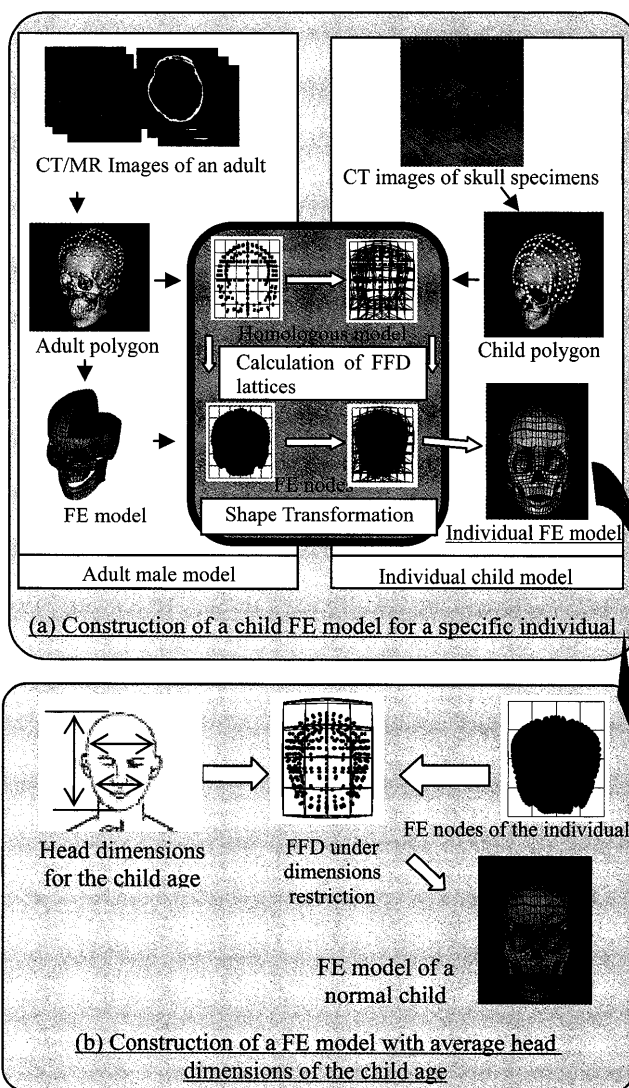 CT/MR Images of an adult
CT images of skull specimens
Adult polygon
Homologous model
Child polygon
Calculation of FFD
lattices
FE model
FE nodes
Shape Transformation
Individual FE model
Adult male model
Individual child model
(a) Construction of a child FE model for a specific individual
Head dimensions
for the child age
FFD under
dimensions
restriction
FE nodes of the individual
FE model of a
normal child
(b) Construction of a FE model with average head
dimensions of the child age